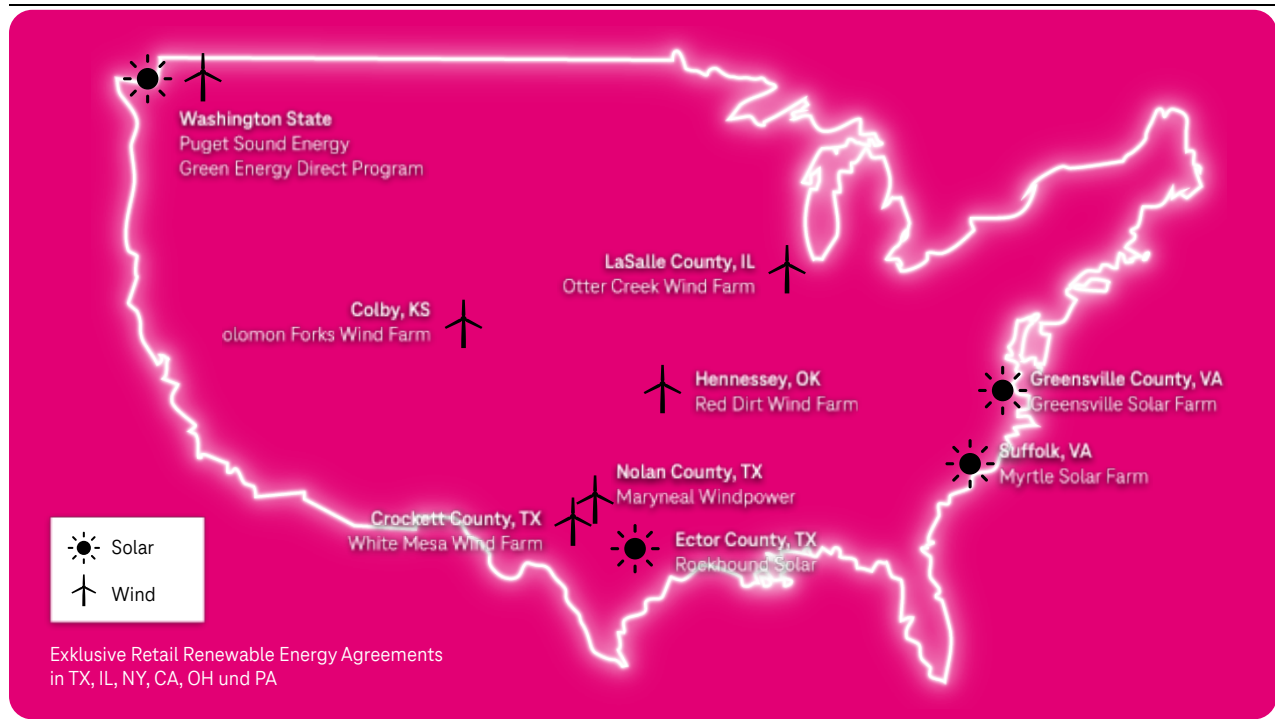 Washington State
Puget Sound Energy
Green Energy Direct Program
LaSalle County, IL
Otter Creek Wind Farm
Colby, KS
olomon Forks Wind Farm
Hennessey, OK
Red Dirt Wind Farm
Greensville County, VA
Greensville Solar Farm
Suffolk, VA
Myrtle Solar Farm
Nolan County, TX
Maryneal Windpower
Crockett County, TX
White Mesa Wind Farm
Ector County, TX
Rockhound Solar
Solar
Wind
Exklusive Retail Renewable Energy Agreements
in TX, IL, NY, CA, OH und PA